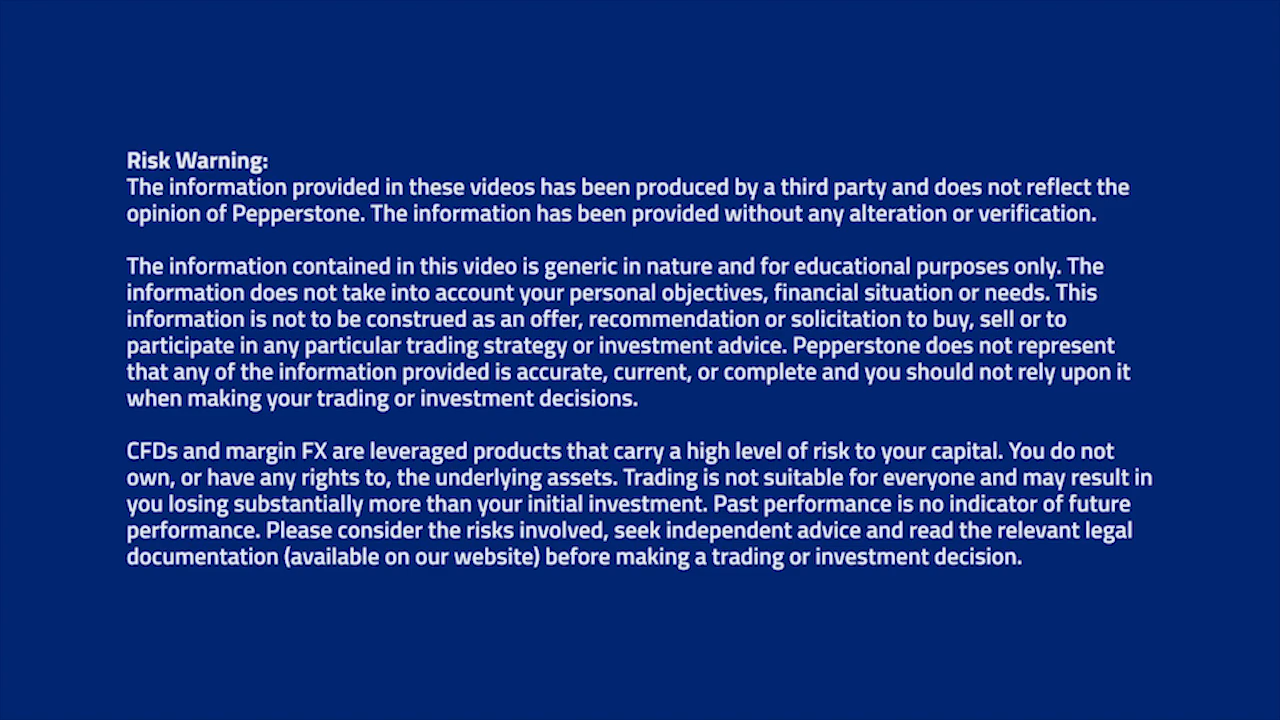 Risk Warning:
The information provided in these videos has been produced by a third party and does not reflect the
opinion of Pepperstone. The information has been provided without any alteration or verification.
The information contained in this video is generic in nature and for educational purposes only. The
information does not take into account your personal objectives, financial situation or needs. This
information is not to be construed as an offer, recommendation or solicitation to buy, sell or to
participate in any particular trading strategy or investment advice. Pepperstone does not represent
that any of the information provided is accurate, current, or complete and you should not rely upon it
when making your trading or investment decisions.
CFDs and margin FX are leveraged products that carry a high level of risk to your capital. You do not
own, or have any rights to, the underlying assets. Trading is not suitable for everyone and may result in
you losing substantially more than your initial investment. Past performance is no indicator of future
performance. Please consider the risks involved, seek independent advice and read the relevant legal
documentation (available on our website) before making a trading or investment decision.